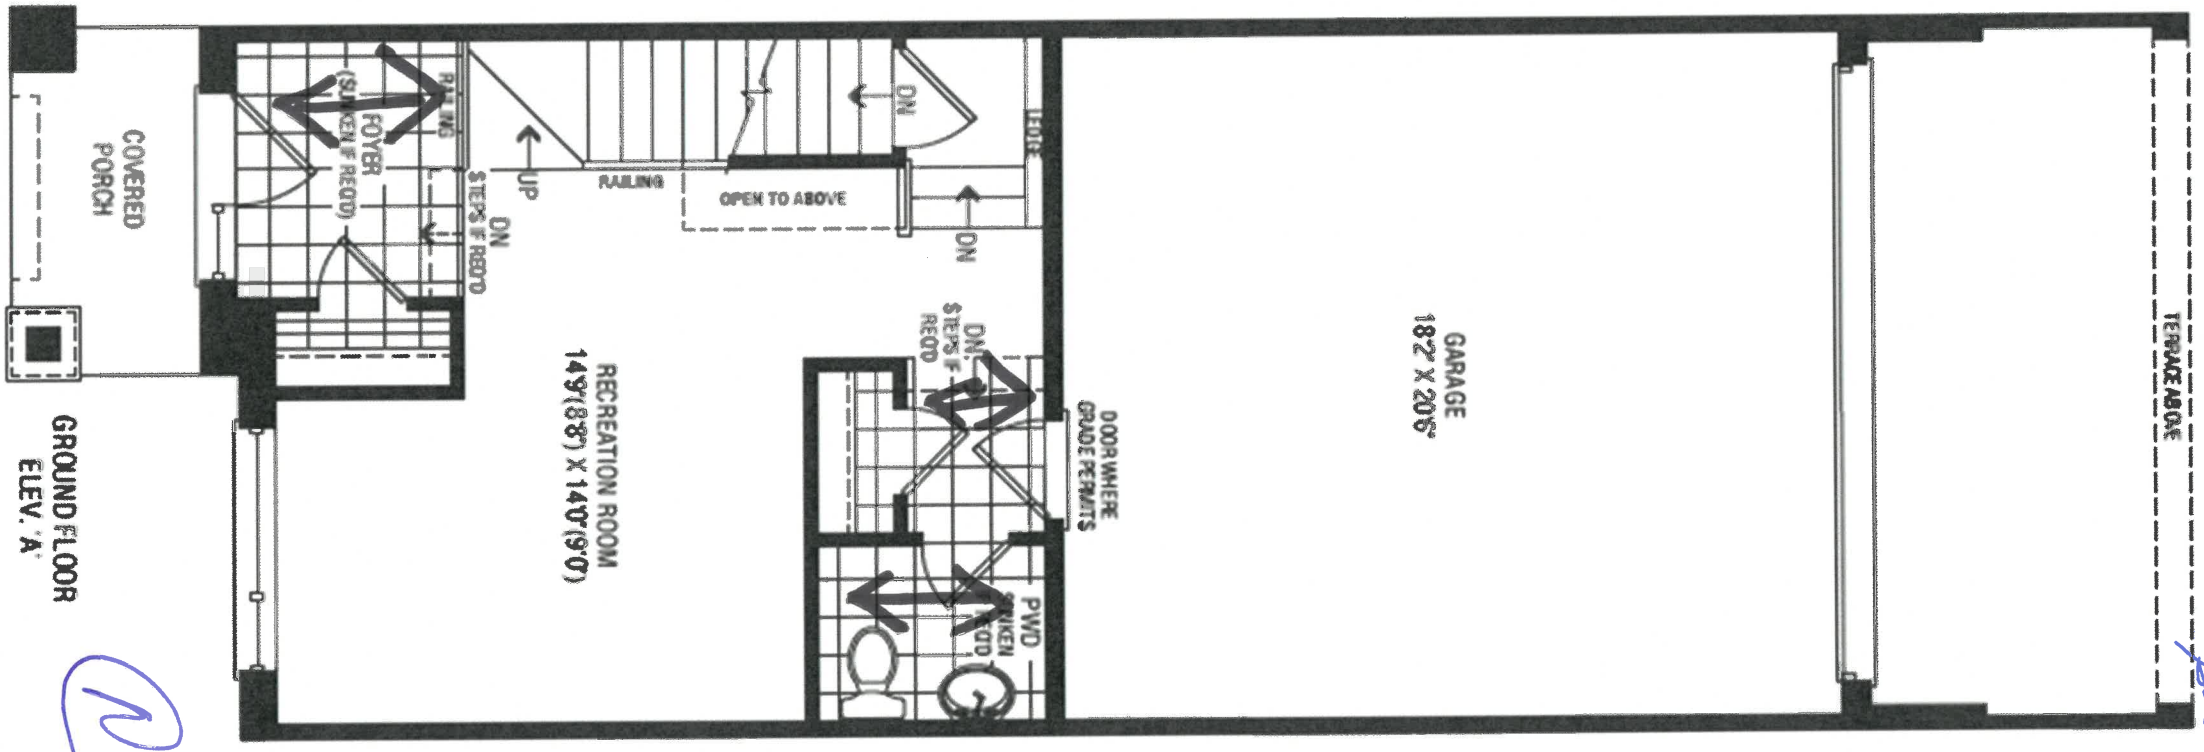 TERRACE ABOVE
GARAGE
18'2" X 20'6"
DOOR WHERE
GRADE PERMITS
LEDGE
DN
DN
DN.
STEPS IF
REQ'D
PWD
SUNKEN
IF REQ'D
OPEN TO ABOVE
RAILING
RECREATION ROOM
14'9"(8'8") X 14'0"(9'0")
UP
DN
STEPS IF REQ'D
RAILING
FOYER
(SUNKEN IF REQ'D)
COVERED
PORCH
GROUND FLOOR
ELEV. 'A'